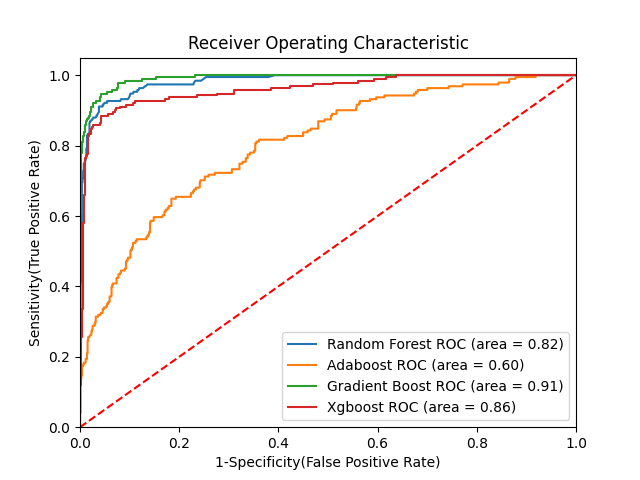 Receiver Operating Characteristic
Sensitivity(True Positive Rate)
1.0
0.8
0.6
0.4
0.2
0.0
Random Forest ROC (area = 0.82)
Adaboost ROC (area = 0.60)
Gradient Boost ROC (area = 0.91)
Xgboost ROC (area = 0.86)
0.0 0.2 0.4 0.6 0.8 1.0
1-Specificity(False Positive Rate)